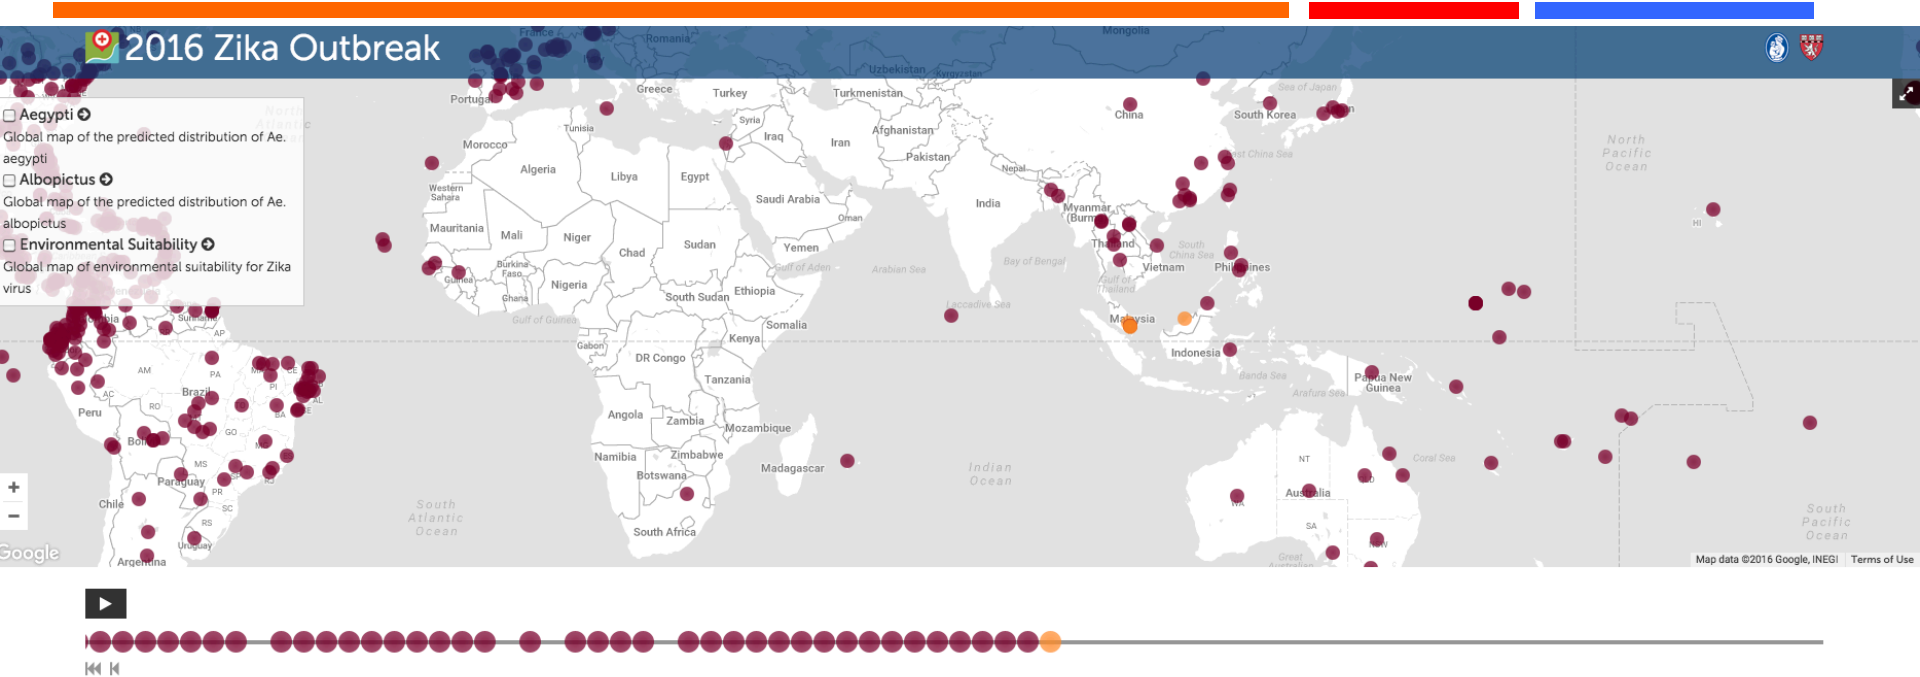 2016 Zika Outbreak
France
Romania
Mongolia
Uzbekistan
Kyrgyzstan
Portugal
Greece
Turkey
Turkmenistan
Sea of Japan
China
South Korea
Aegypti
Global map of the predicted distribution of Ae.
aegypti
Albopictus
Global map of the predicted distribution of Ae.
albopictus
Environmental Suitability
Global map of environmental suitability for Zika
virus
North
Atlantic
Tunisia
Syria
Iraq
Iran
Afghanistan
Morocco
Pakistan
East China Sea
North
Pacific
Ocean
Algeria
Libya
Egypt
Nepal
Western
Sahara
Saudi Arabia
India
Myanmar
(Burma)
Oman
HI
Mauritania
Mali
Niger
Chad
Sudan
Yemen
Thailand
South
China Sea
Burkina
Faso
Guinea
Gulf of Aden
Arabian Sea
Bay of Bengal
Vietnam
Philippines
Ghana
Nigeria
South Sudan
Ethiopia
Gulf of
Thailand
Laccadive Sea
Gulf of Guinea
Somalia
Malaysia
Suriname
AP
Gabon
Kenya
DR Congo
Indonesia
AM
PA
Tanzania
Banda Sea
Papua New
Guinea
Arafura Sea
PI
CE
AC
RO
Brazil
BA
AL
Peru
Angola
Zambia
Mozambique
GO
Namibia
Zimbabwe
Madagascar
Botswana
Indian
Ocean
NT
Coral Sea
MS
Paraguay
PR
SC
RS
RJ
Chile
South
Atlantic
Ocean
Australia
WA
SA
NSW
South
Pacific
Ocean
South Africa
Uruguay
Argentina
Great
Australian
Google
Map data ©2016 Google, INEGI
Terms of Use